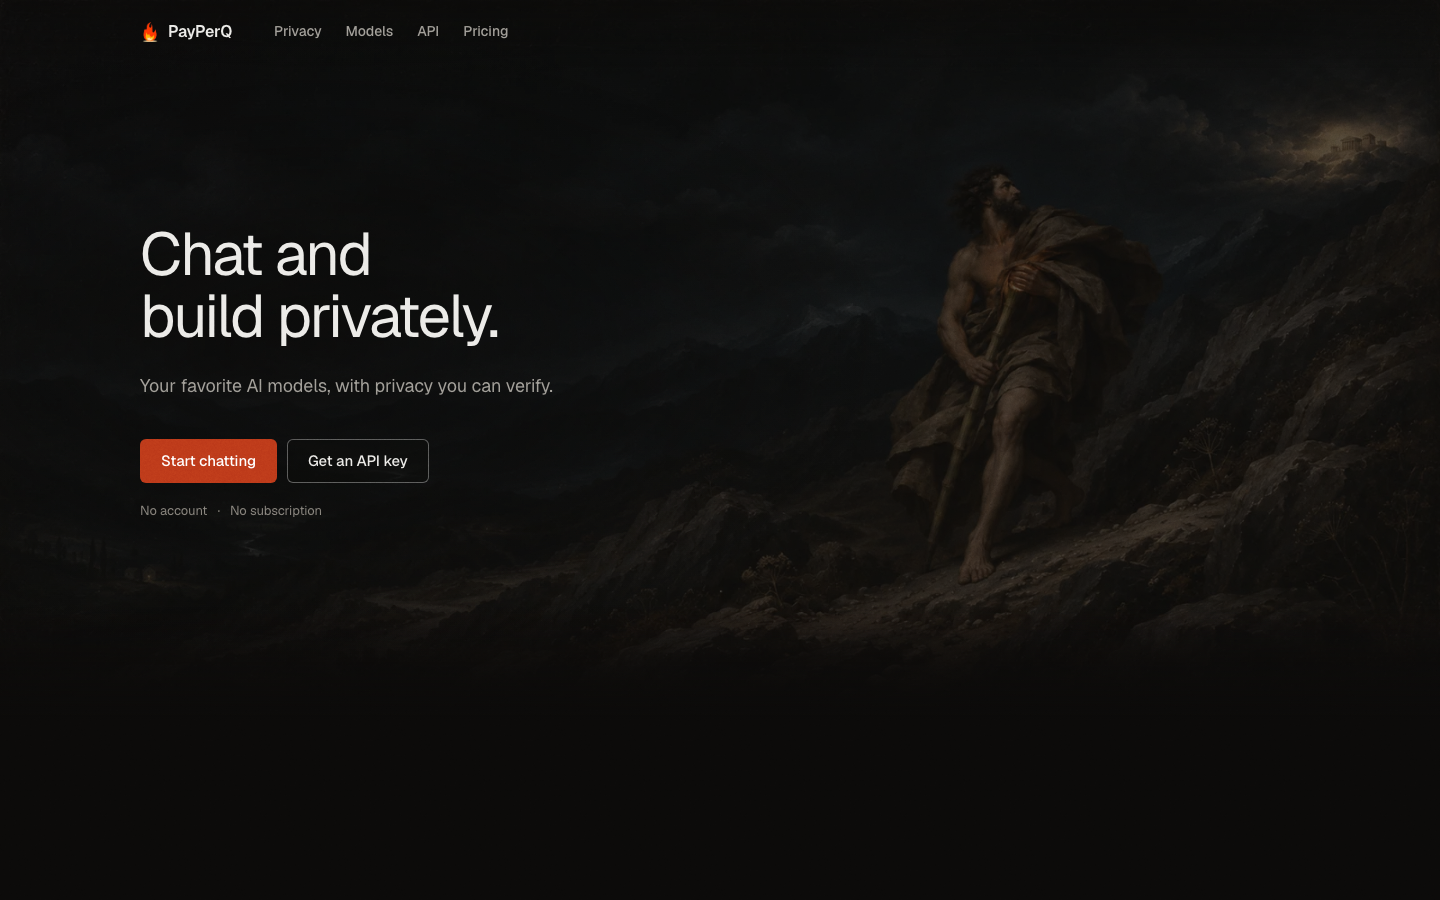 PayPerQ Privacy Models API Pricing
Chat and
build privately.
Your favorite AI models, with privacy you can verify.
Start chatting Get an API key
No account · No subscription